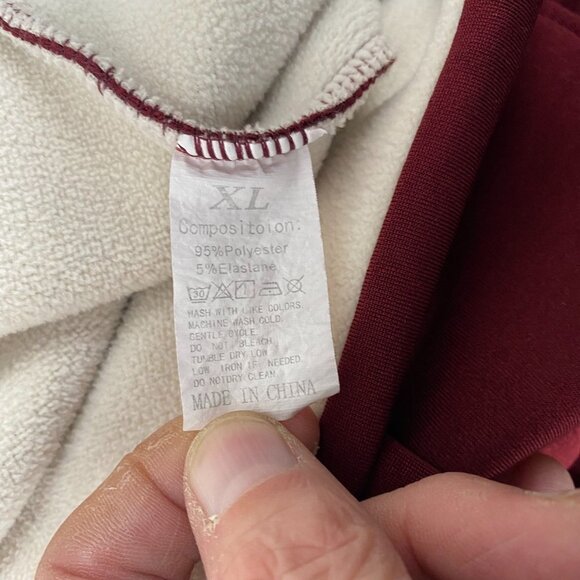 XL
Compositoion:
95%Polyester
5%Elastane
30
WASH WITH LIKE COLORS.
MACHINE WASH COLD.
GENTLE CYCLE.
DO NOT BLEACH.
TUMBLE DRY LOW
LOW IRON IF NEEDED.
DO NOTDRY CLEAN.
MADE IN CHINA